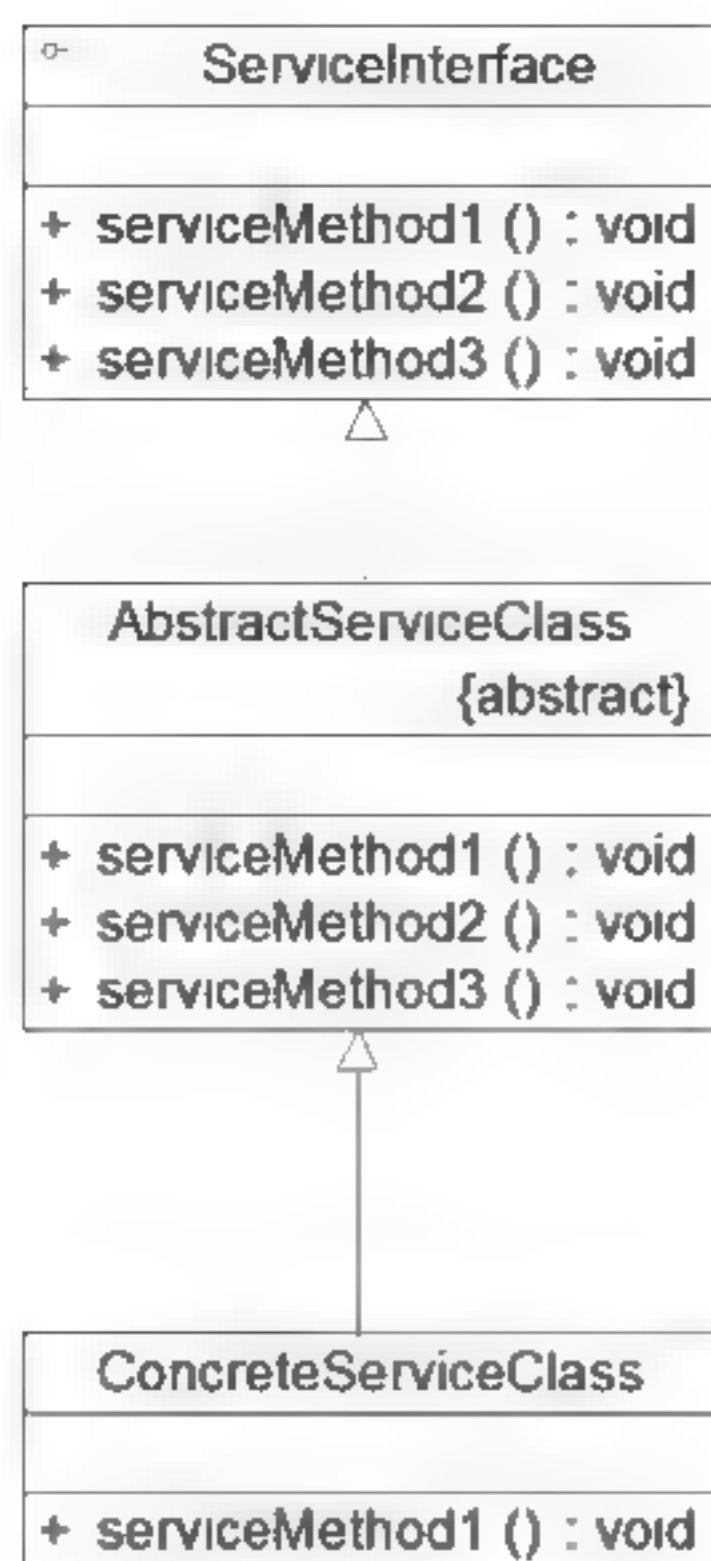 ServiceInterface
+ serviceMethod1 () : void
+ serviceMethod2 () : void
+ serviceMethod3 () : void
AbstractServiceClass
{abstract}
+ serviceMethod1 () : void
+ serviceMethod2 () : void
+ serviceMethod3 () : void
ConcreteServiceClass
+ serviceMethod1 () : void